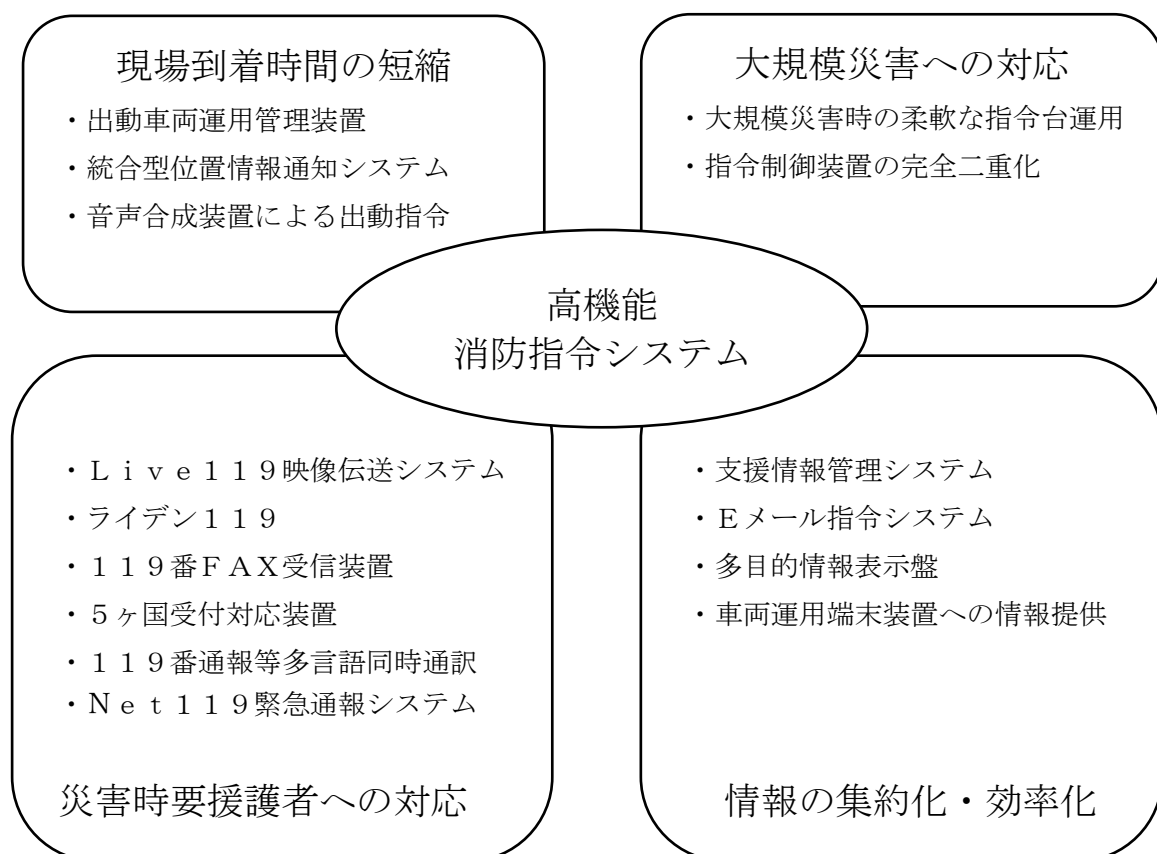 現場到着時間の短縮
・出動車両運用管理装置
・統合型位置情報通知システム
・音声合成装置による出動指令
大規模災害への対応
・大規模災害時の柔軟な指令台運用
・指令制御装置の完全二重化
高機能
消防指令システム
・Ｌｉｖｅ１１９映像伝送システム
・ライデン１１９
・１１９番ＦＡＸ受信装置
・５ヶ国受付対応装置
・１１９番通報等多言語同時通訳
・Ｎｅｔ１１９緊急通報システム
災害時要援護者への対応
・支援情報管理システム
・Ｅメール指令システム
・多目的情報表示盤
・車両運用端末装置への情報提供
情報の集約化・効率化